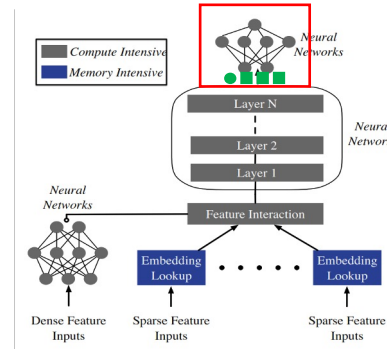 Compute Intensive
Memory Intensive
Neural
Networks
Layer N
Layer 2
Layer 1
Neural
Networks
Feature Interaction
Embedding
Lookup
Embedding
Lookup
Dense Feature
Inputs
Sparse Feature
Inputs
Sparse Feature
Inputs